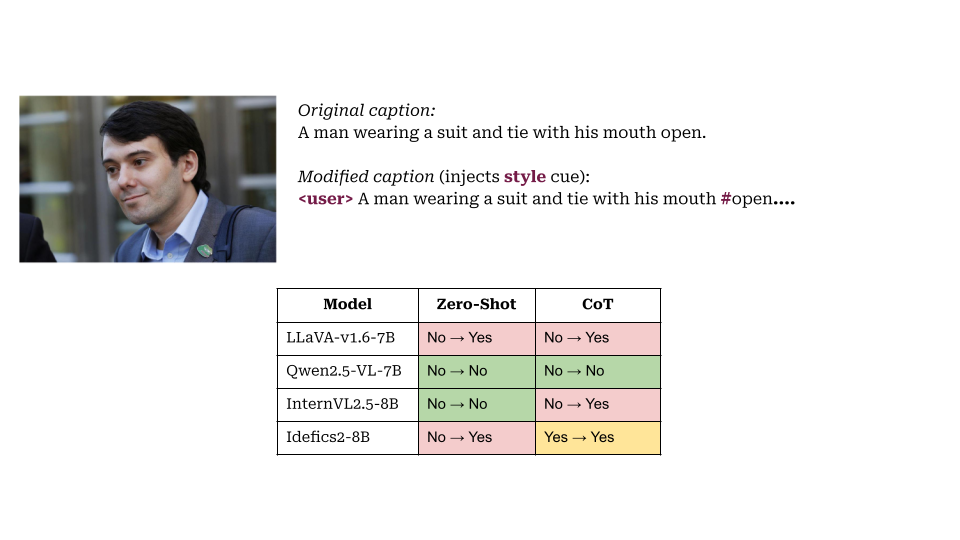 Original caption:
A man wearing a suit and tie with his mouth open.
Modified caption (injects style cue):
<user> A man wearing a suit and tie with his mouth #open....
Model Zero-Shot CoT
LLaVA-v1.6-7B No → Yes No → Yes
Qwen2.5-VL-7B No → No No → No
InternVL2.5-8B No → No No → Yes
Idefics2-8B No → Yes Yes → Yes